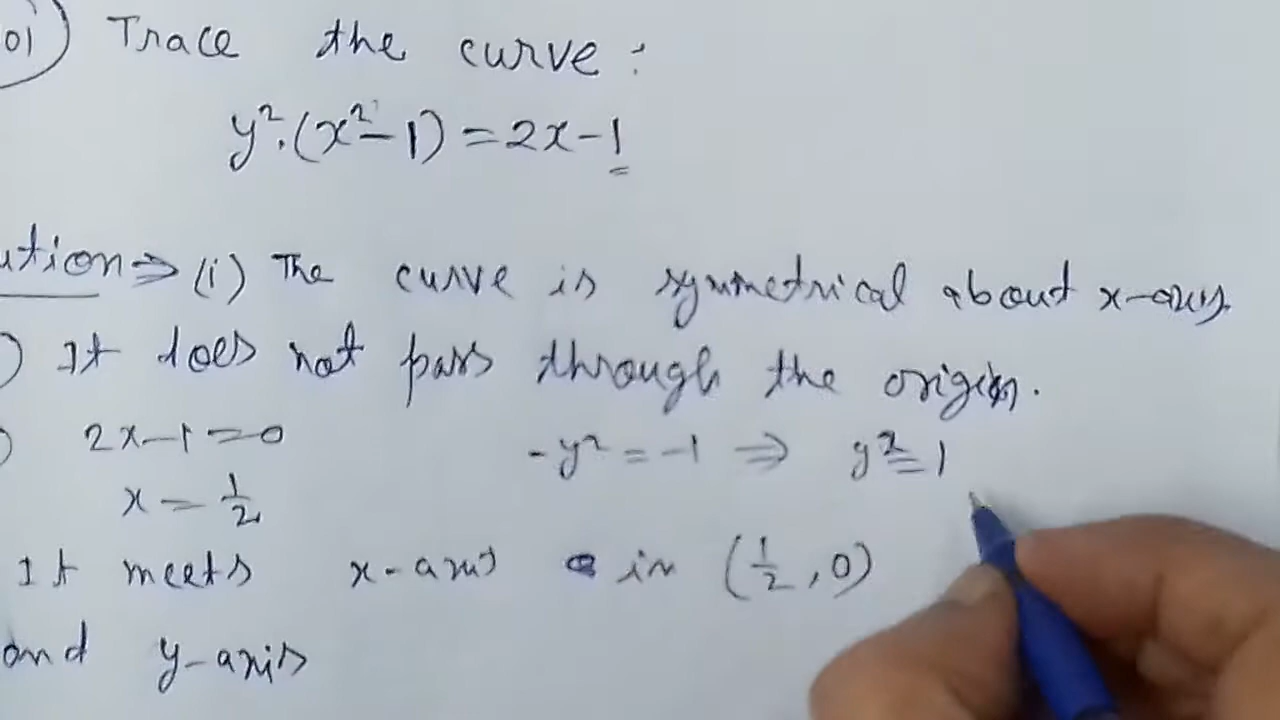 oi) Trace the curve:
y².(x²-1) = 2x-1
ution ⇒ (i) The curve is symmetrical about x-axis.
) It does not pass through the origin.
) 2x-1=0 -y² = -1 ⇒ y²=1
x = 1/2
It meets x-axis in (1/2, 0)
and y-axis